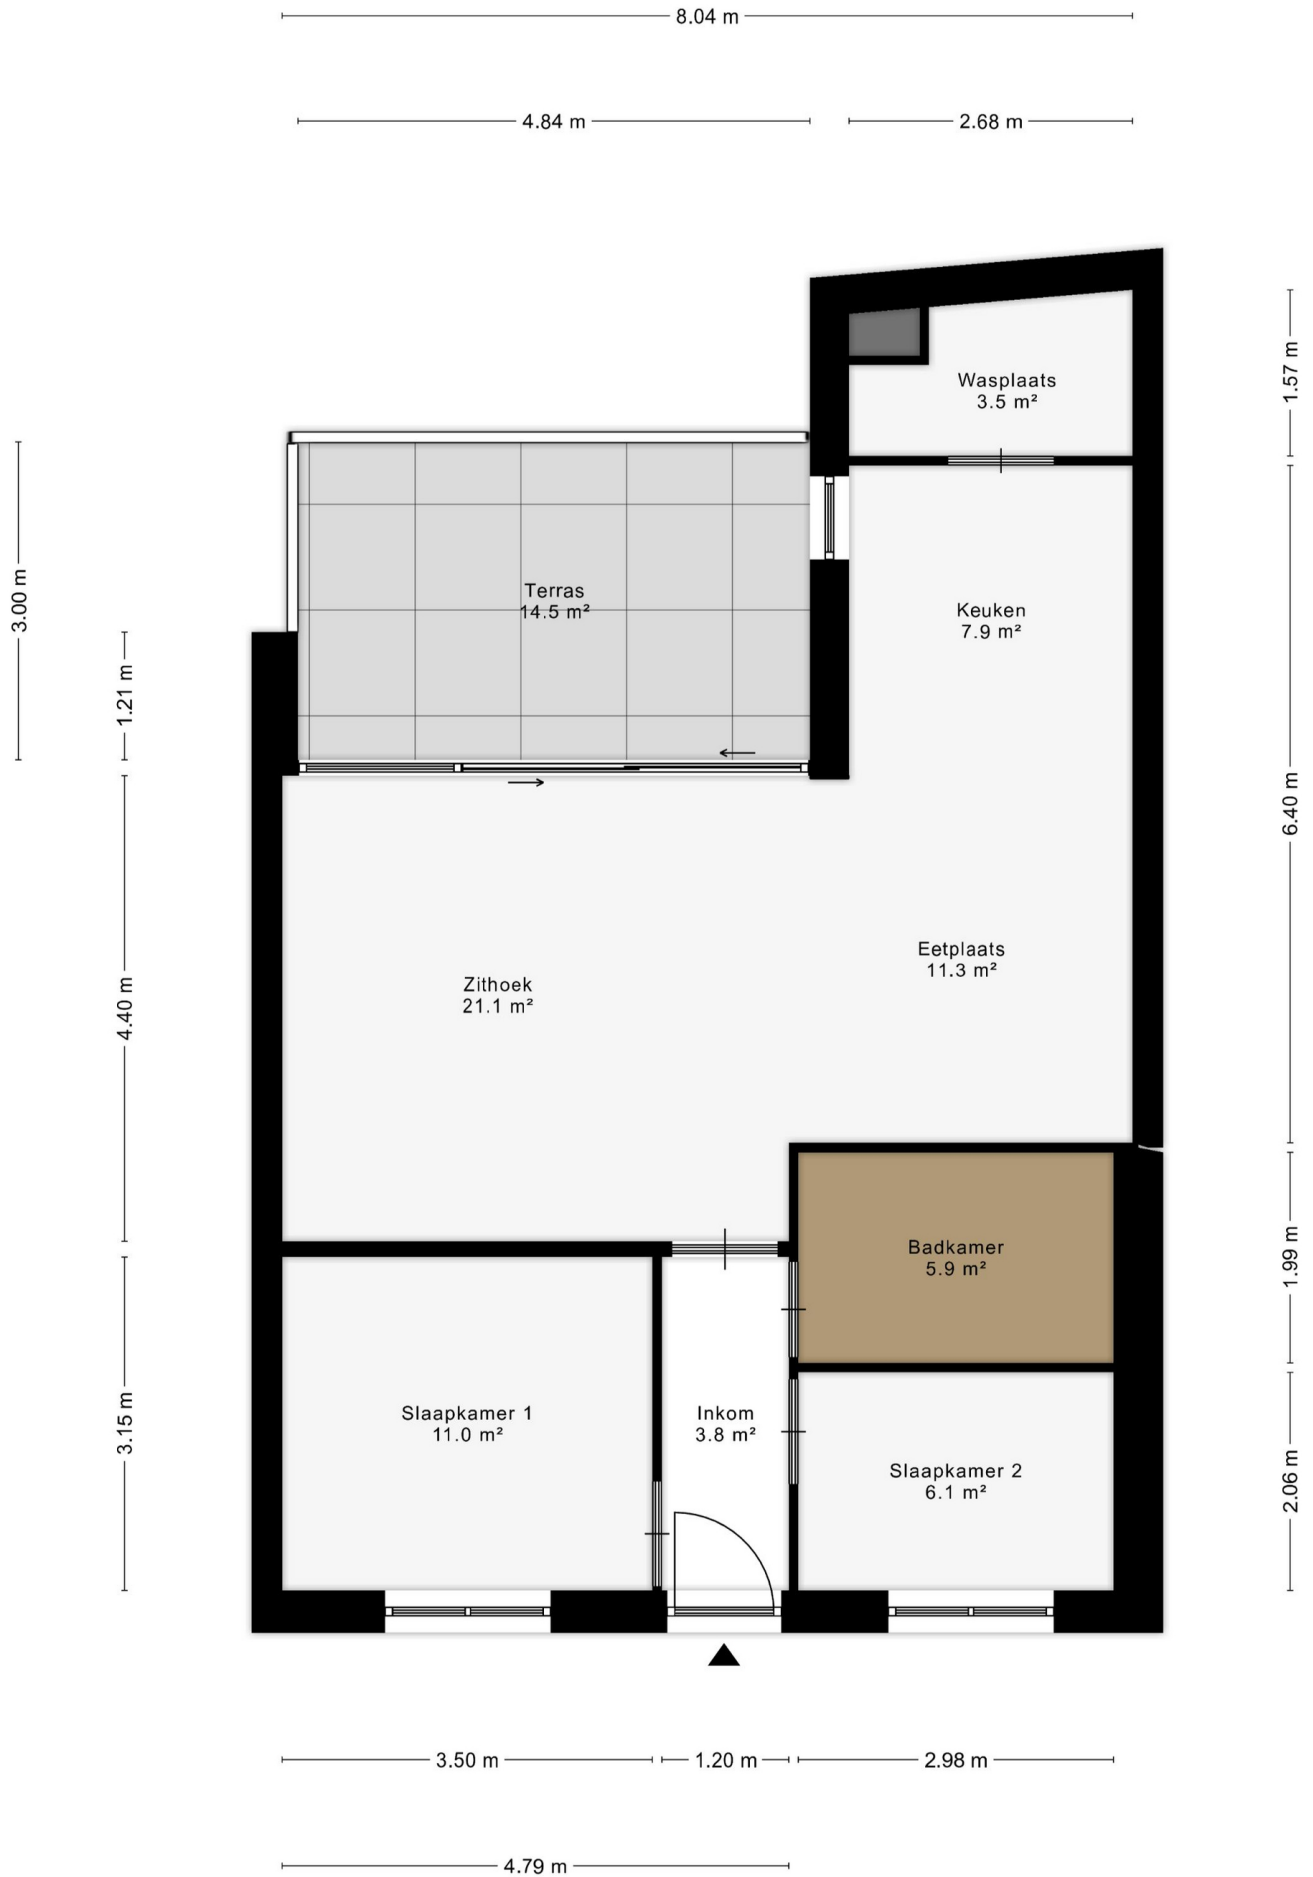 8.04 m
4.84 m
2.68 m
1.57 m
Wasplaats
3.5 m²
3.00 m
Terras
14.5 m²
Keuken
7.9 m²
1.21 m
6.40 m
Eetplaats
11.3 m²
Zithoek
21.1 m²
4.40 m
Badkamer
5.9 m²
1.99 m
Slaapkamer 1
11.0 m²
Inkom
3.8 m²
3.15 m
Slaapkamer 2
6.1 m²
2.06 m
3.50 m
1.20 m
2.98 m
4.79 m